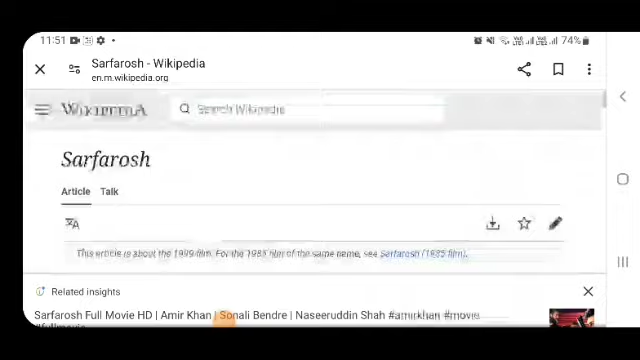 11:51 74%
Sarfarosh - Wikipedia
en.m.wikipedia.org
WIKIPEDIA Search Wikipedia
Sarfarosh
Article Talk
This article is about the 1999 film. For the 1985 film of the same name, see Sarfarosh (1985 film).
Related insights
Sarfarosh Full Movie HD | Amir Khan | Sonali Bendre | Naseeruddin Shah #amirkhan #movie
#fullmovie